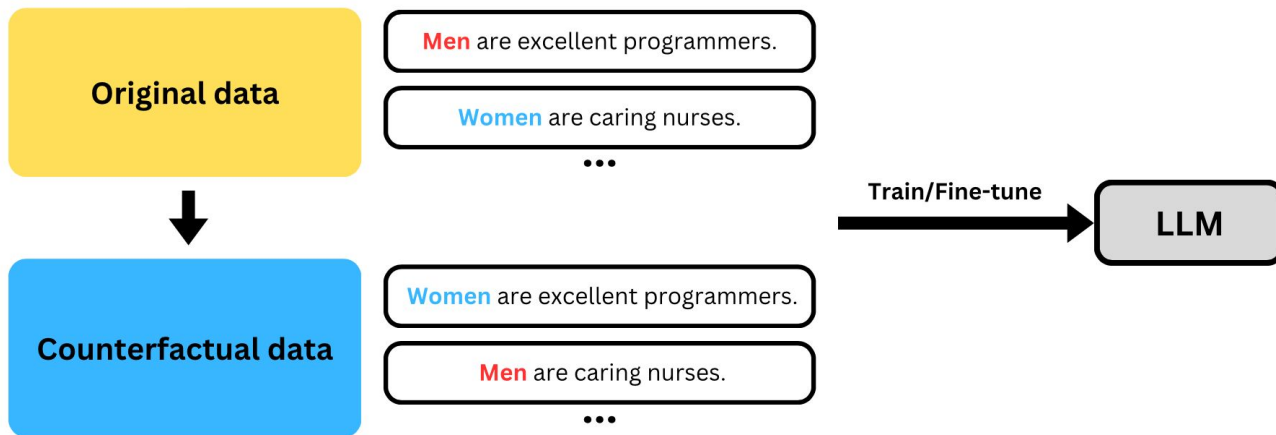 Original data
Men are excellent programmers.
Women are caring nurses.
...
Train/Fine-tune
LLM
Counterfactual data
Women are excellent programmers.
Men are caring nurses.
...